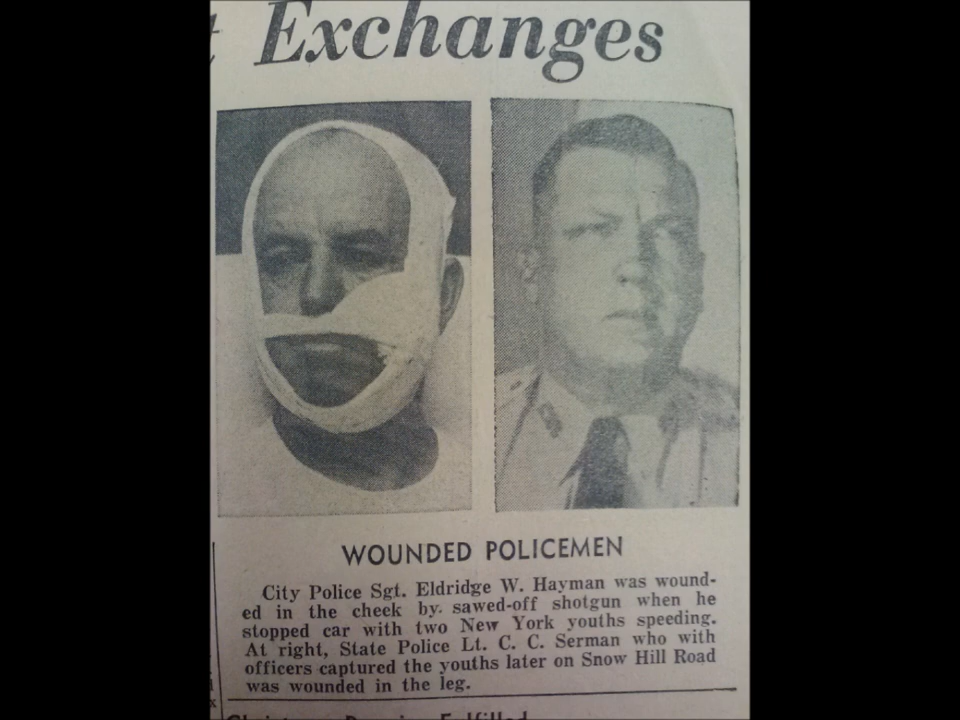 Exchanges
WOUNDED POLICEMEN
City Police Sgt. Eldridge W. Hayman was wound-
ed in the cheek by sawed-off shotgun when he
stopped car with two New York youths speeding.
At right, State Police Lt. C. C. Serman who with
officers captured the youths later on Snow Hill Road
was wounded in the leg.